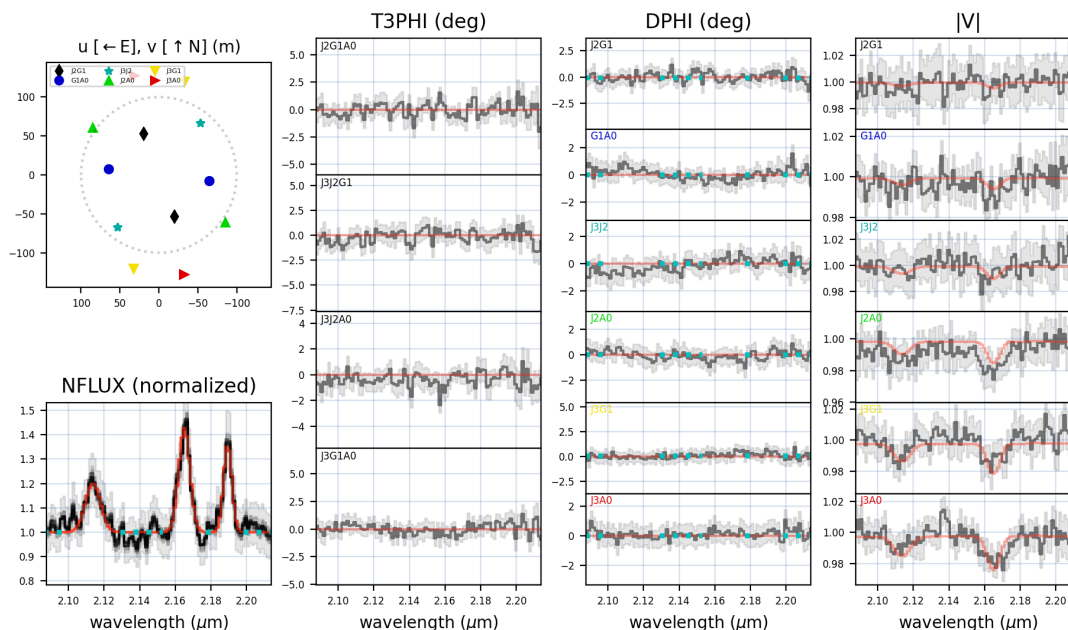 u [←E], v [↑N] (m)
J2G1 J3J2 J3G1
G1A0 J2A0 J3A0
100
50
0
−50
−100
100 50 0 −50 −100
NFLUX (normalized)
1.5
1.4
1.3
1.2
1.1
1.0
0.9
0.8
2.10 2.12 2.14 2.16 2.18 2.20
wavelength (μm)
T3PHI (deg)
J2G1A0
5.0
2.5
0.0
−2.5
−5.0
J3J2G1
5.0
2.5
0.0
−2.5
−5.0
−7.5
J3J2A0
4
2
0
−2
−4
J3G1A0
5.0
2.5
0.0
−2.5
−5.0
2.10 2.12 2.14 2.16 2.18 2.20
wavelength (μm)
DPHI (deg)
J2G1
2.5
0.0
−2.5
G1A0
2
0
−2
J3J2
2
0
−2
J2A0
2
0
−2
J3G1
5.0
2.5
0.0
−2.5
J3A0
2
0
−2
2.10 2.12 2.14 2.16 2.18 2.20
wavelength (μm)
|V|
J2G1
1.02
1.00
0.98
G1A0
1.02
1.00
0.98
J3J2
1.02
1.00
0.98
J2A0
1.00
0.98
0.96
J3G1
1.02
1.00
0.98
J3A0
1.02
1.00
0.98
2.10 2.12 2.14 2.16 2.18 2.20
wavelength (μm)